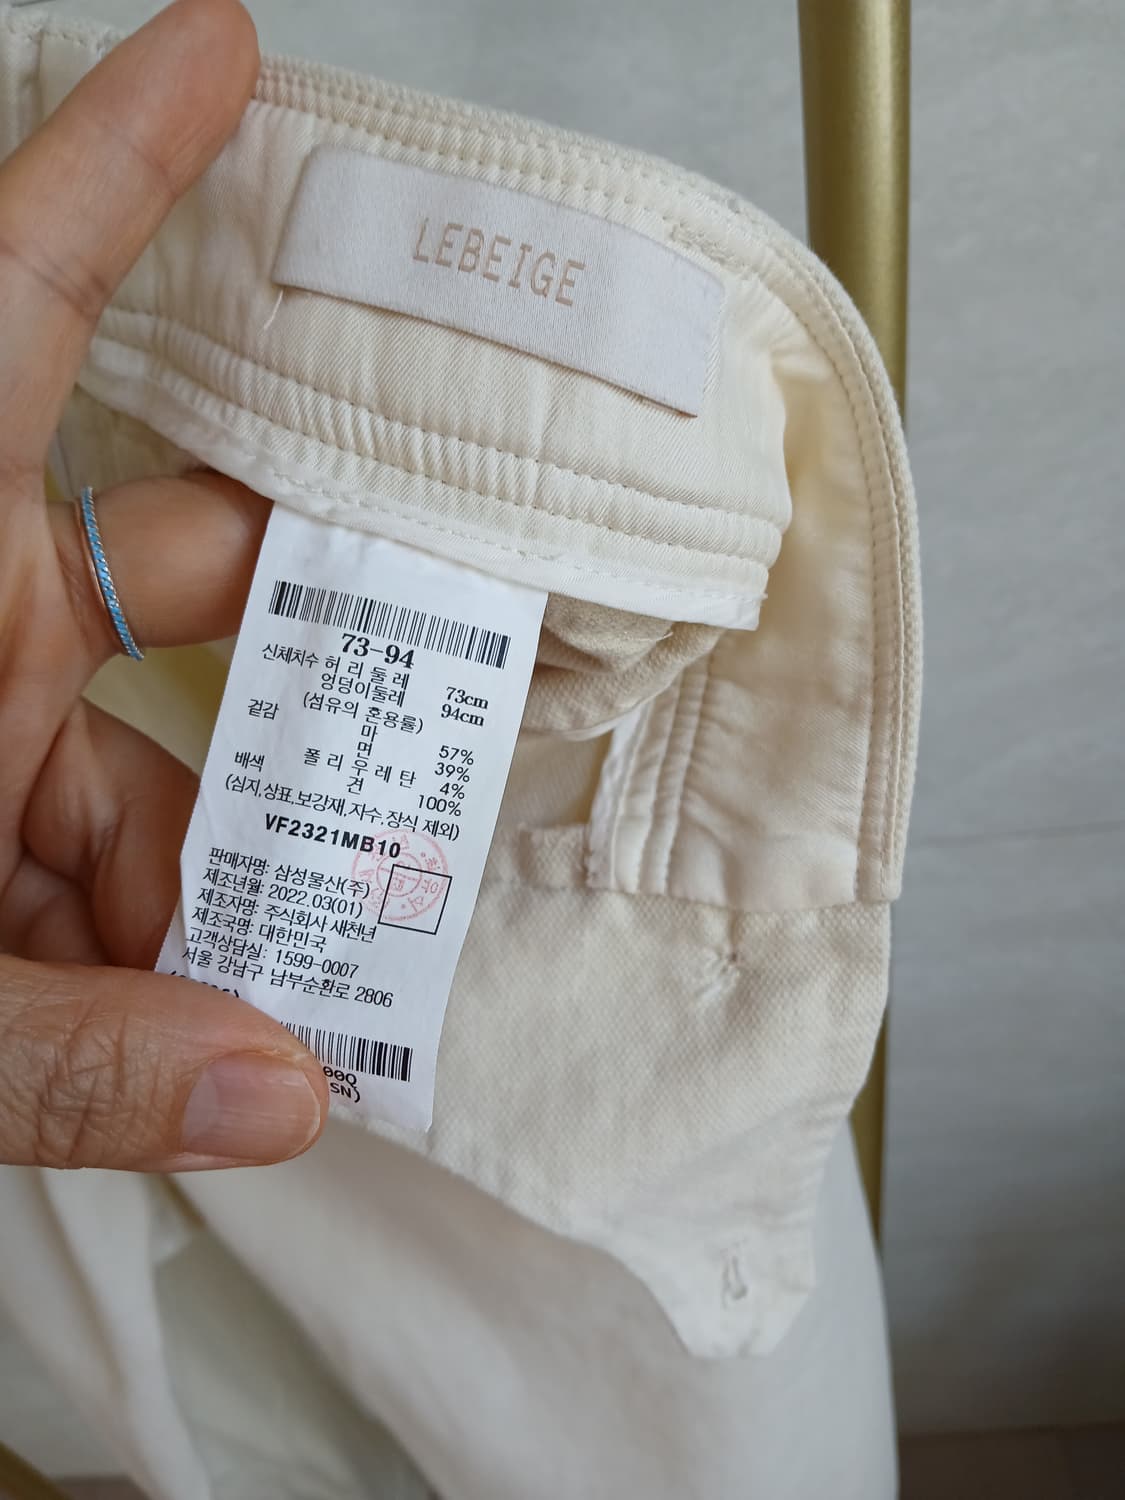 LEBEIGE
73-94
신체치수 허 리 둘 레 73cm
엉덩이둘레 94cm
(섬유의 혼용률)
겉감 마 57%
면 39%
폴 리 우 레 탄 4%
배색 견 100%
(심지,상표,보강재,자수,장식 제외)
VF2321MB10
판매자명: 삼성물산(주)
제조년월: 2022.03(01)
제조자명: 주식회사 새천년
제조국명: 대한민국
고객상담실: 1599-0007
서울 강남구 남부순환로 2806
00Q
SN)